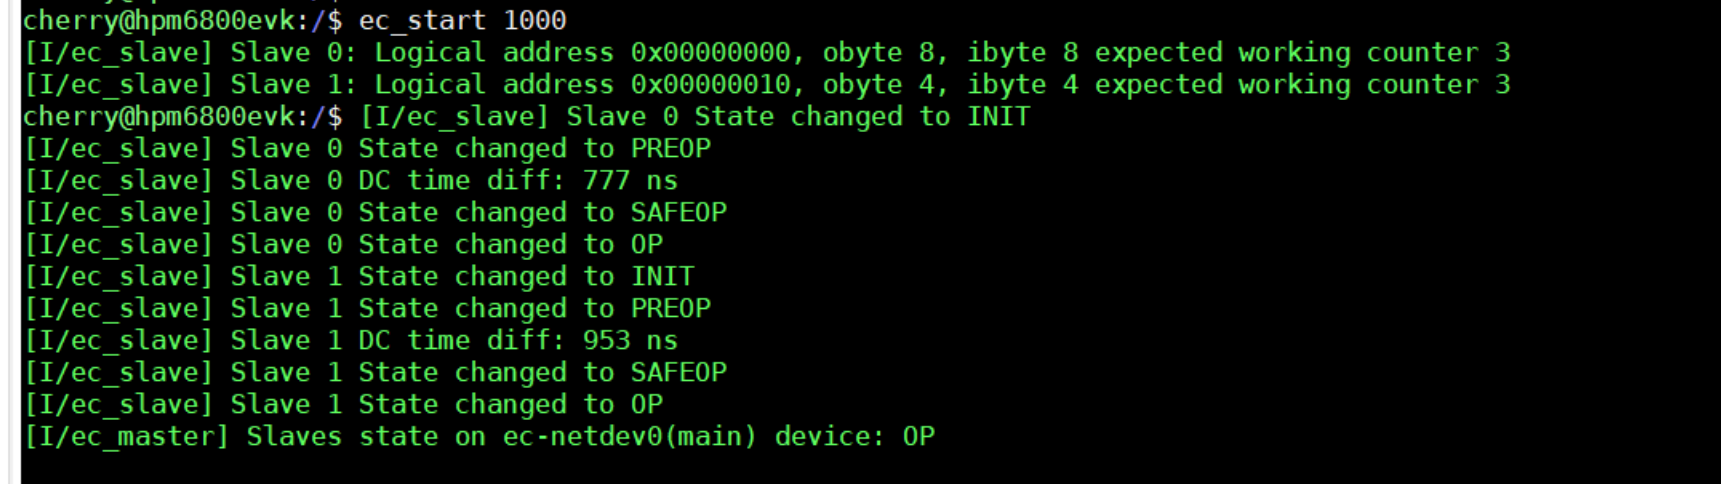 cherry@hpm6800evk:/$ ec_start 1000
[I/ec_slave] Slave 0: Logical address 0x00000000, obyte 8, ibyte 8 expected working counter 3
[I/ec_slave] Slave 1: Logical address 0x00000010, obyte 4, ibyte 4 expected working counter 3
cherry@hpm6800evk:/$ [I/ec_slave] Slave 0 State changed to INIT
[I/ec_slave] Slave 0 State changed to PREOP
[I/ec_slave] Slave 0 DC time diff: 777 ns
[I/ec_slave] Slave 0 State changed to SAFEOP
[I/ec_slave] Slave 0 State changed to OP
[I/ec_slave] Slave 1 State changed to INIT
[I/ec_slave] Slave 1 State changed to PREOP
[I/ec_slave] Slave 1 DC time diff: 953 ns
[I/ec_slave] Slave 1 State changed to SAFEOP
[I/ec_slave] Slave 1 State changed to OP
[I/ec_master] Slaves state on ec-netdev0(main) device: OP